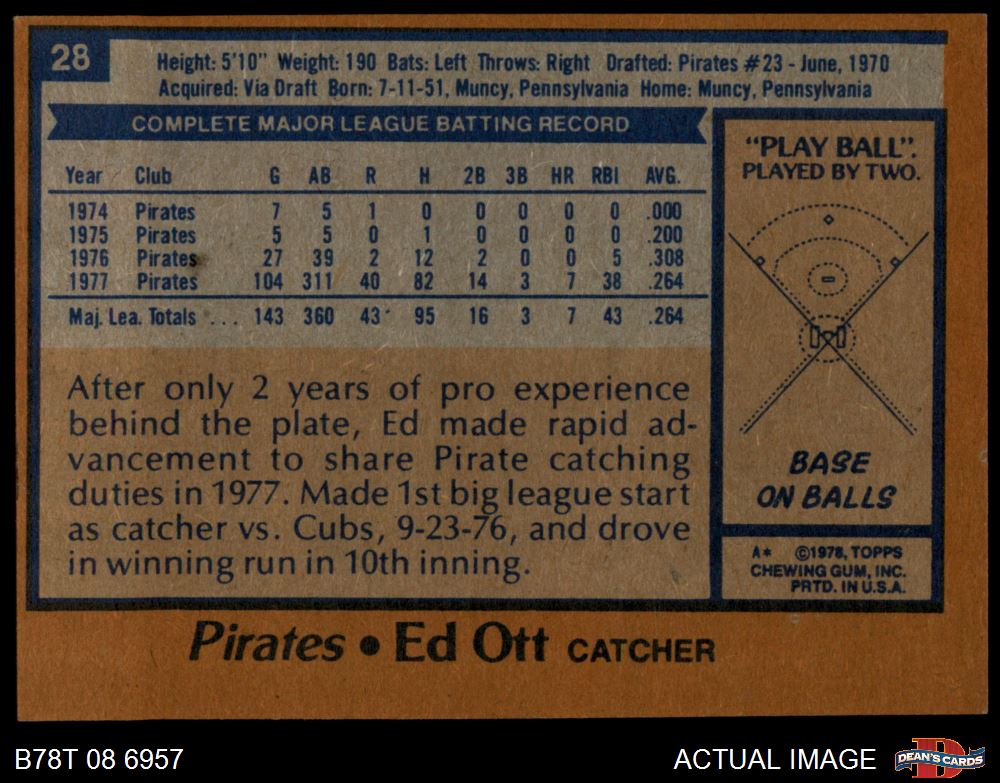 28
Height: 5'10" Weight: 190 Bats: Left Throws: Right Drafted: Pirates #23 - June, 1970
Acquired: Via Draft Born: 7-11-51, Muncy, Pennsylvania Home: Muncy, Pennsylvania
COMPLETE MAJOR LEAGUE BATTING RECORD
Year Club G AB R H 2B 3B HR RBI AVG.
1974 Pirates 7 5 1 0 0 0 0 0 .000
1975 Pirates 5 5 0 1 0 0 0 0 .200
1976 Pirates 27 39 2 12 2 0 0 5 .308
1977 Pirates 104 311 40 82 14 3 7 38 .264
Maj. Lea. Totals ... 143 360 43 95 16 3 7 43 .264
After only 2 years of pro experience
behind the plate, Ed made rapid ad-
vancement to share Pirate catching
duties in 1977. Made 1st big league start
as catcher vs. Cubs, 9-23-76, and drove
in winning run in 10th inning.
"PLAY BALL".
PLAYED BY TWO.
BASE
ON BALLS
A* ©1978, TOPPS
CHEWING GUM, INC.
PRTD. IN U.S.A.
Pirates • Ed Ott CATCHER
B78T 08 6957
ACTUAL IMAGE
D
DEAN'S CARDS